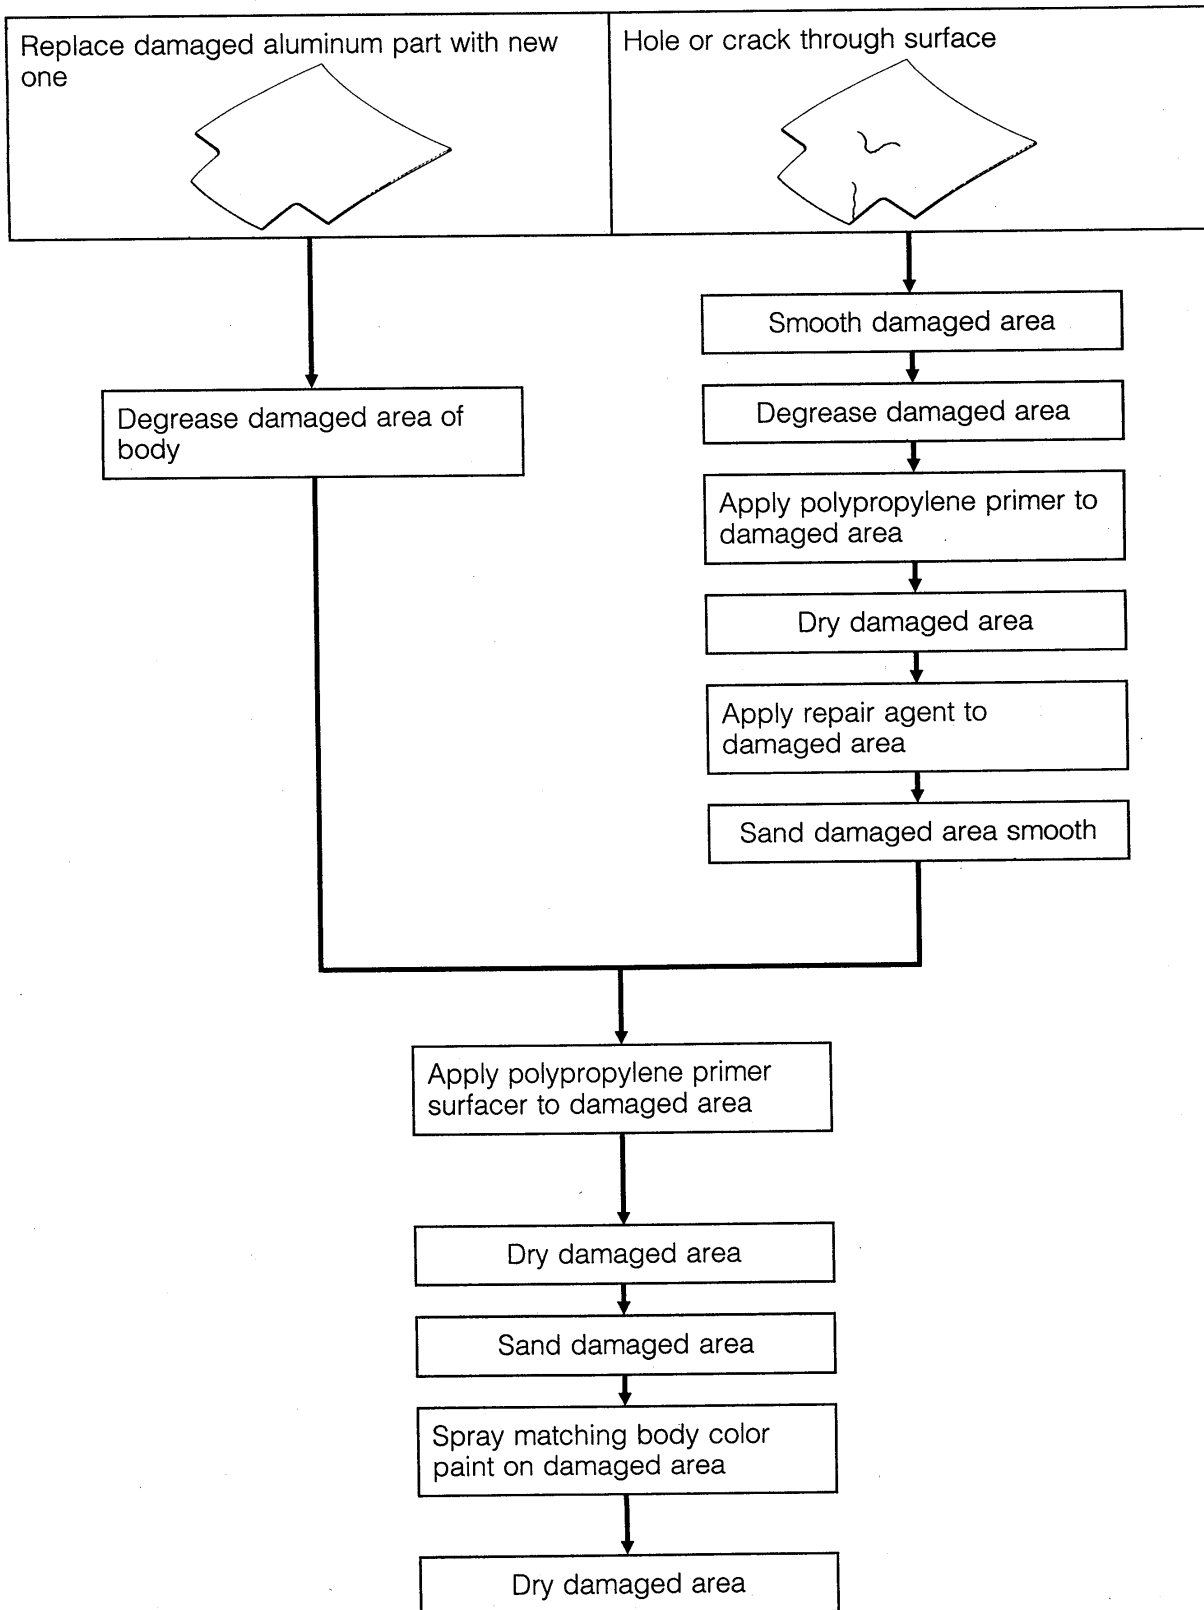 Replace damaged aluminum part with new
one
Hole or crack through surface
Smooth damaged area
Degrease damaged area of
body
Degrease damaged area
Apply polypropylene primer to
damaged area
Dry damaged area
Apply repair agent to
damaged area
Sand damaged area smooth
Apply polypropylene primer
surfacer to damaged area
Dry damaged area
Sand damaged area
Spray matching body color
paint on damaged area
Dry damaged area